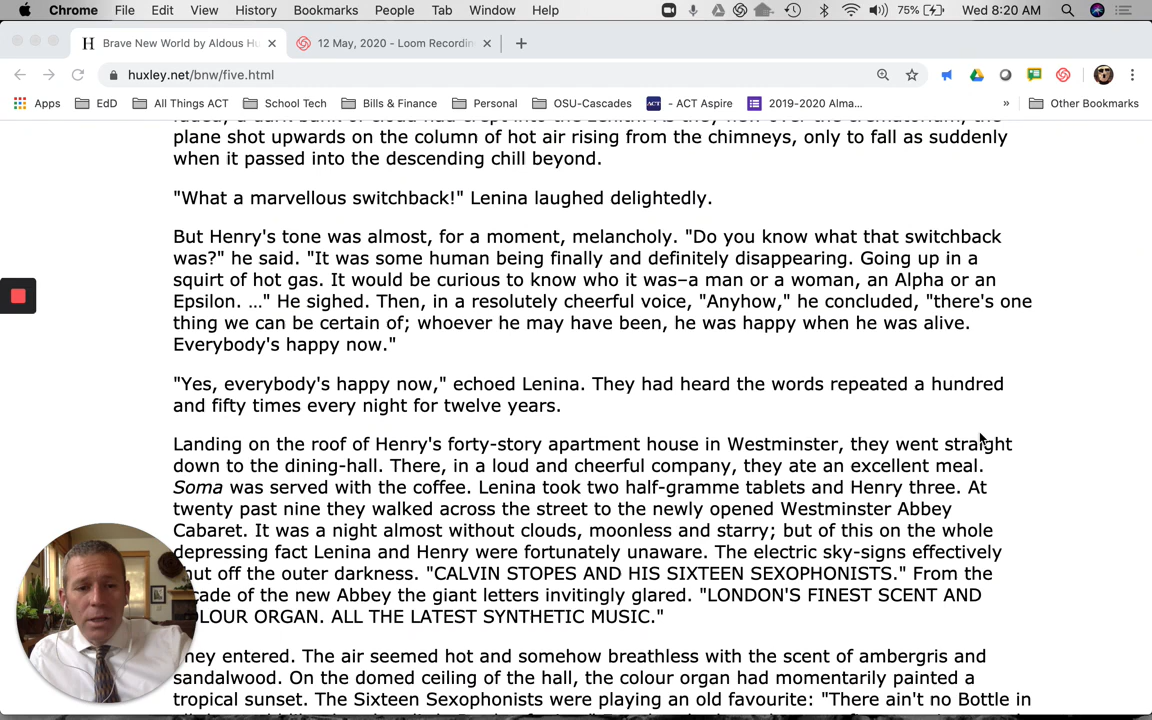 Chrome File Edit View History Bookmarks People Tab Window Help 75% Wed 8:20 AM
H Brave New World by Aldous Hu 12 May, 2020 - Loom Recordin
huxley.net/bnw/five.html
Apps EdD All Things ACT School Tech Bills & Finance Personal OSU-Cascades ACT - ACT Aspire 2019-2020 Alma... » Other Bookmarks
plane shot upwards on the column of hot air rising from the chimneys, only to fall as suddenly
when it passed into the descending chill beyond.
"What a marvellous switchback!" Lenina laughed delightedly.
But Henry's tone was almost, for a moment, melancholy. "Do you know what that switchback
was?" he said. "It was some human being finally and definitely disappearing. Going up in a
squirt of hot gas. It would be curious to know who it was–a man or a woman, an Alpha or an
Epsilon. …" He sighed. Then, in a resolutely cheerful voice, "Anyhow," he concluded, "there's one
thing we can be certain of; whoever he may have been, he was happy when he was alive.
Everybody's happy now."
"Yes, everybody's happy now," echoed Lenina. They had heard the words repeated a hundred
and fifty times every night for twelve years.
Landing on the roof of Henry's forty-story apartment house in Westminster, they went straight
down to the dining-hall. There, in a loud and cheerful company, they ate an excellent meal.
Soma was served with the coffee. Lenina took two half-gramme tablets and Henry three. At
twenty past nine they walked across the street to the newly opened Westminster Abbey
Cabaret. It was a night almost without clouds, moonless and starry; but of this on the whole
depressing fact Lenina and Henry were fortunately unaware. The electric sky-signs effectively
hut off the outer darkness. "CALVIN STOPES AND HIS SIXTEEN SEXOPHONISTS." From the
cade of the new Abbey the giant letters invitingly glared. "LONDON'S FINEST SCENT AND
OLOUR ORGAN. ALL THE LATEST SYNTHETIC MUSIC."
hey entered. The air seemed hot and somehow breathless with the scent of ambergris and
sandalwood. On the domed ceiling of the hall, the colour organ had momentarily painted a
tropical sunset. The Sixteen Sexophonists were playing an old favourite: "There ain't no Bottle in